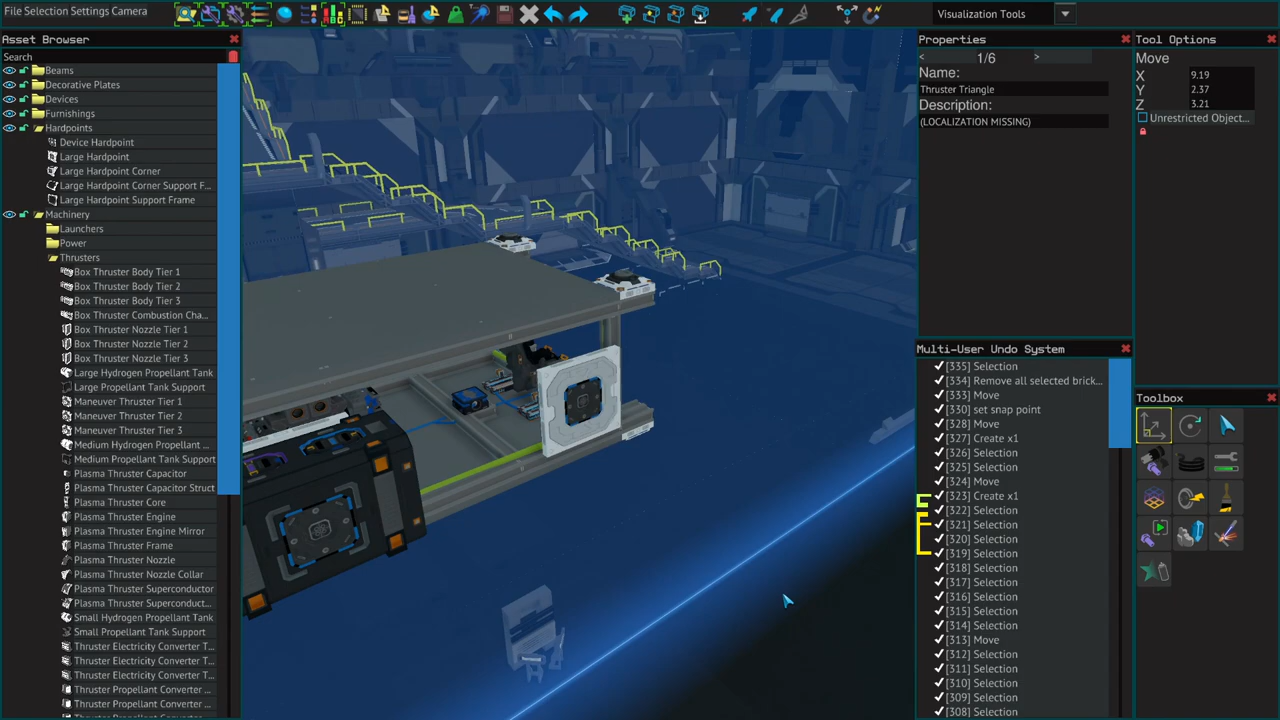 File Selection Settings Camera
Visualization Tools
Asset Browser
Search
Beams
Decorative Plates
Devices
Furnishings
Hardpoints
Device Hardpoint
Large Hardpoint
Large Hardpoint Corner
Large Hardpoint Corner Support F...
Large Hardpoint Support Frame
Machinery
Launchers
Power
Thrusters
Box Thruster Body Tier 1
Box Thruster Body Tier 2
Box Thruster Body Tier 3
Box Thruster Combustion Cha...
Box Thruster Nozzle Tier 1
Box Thruster Nozzle Tier 2
Box Thruster Nozzle Tier 3
Large Hydrogen Propellant Tank
Large Propellant Tank Support
Maneuver Thruster Tier 1
Maneuver Thruster Tier 2
Maneuver Thruster Tier 3
Medium Hydrogen Propellant ...
Medium Propellant Tank Support
Plasma Thruster Capacitor
Plasma Thruster Capacitor Struct
Plasma Thruster Core
Plasma Thruster Engine
Plasma Thruster Engine Mirror
Plasma Thruster Frame
Plasma Thruster Nozzle
Plasma Thruster Nozzle Collar
Plasma Thruster Superconductor
Plasma Thruster Superconduct...
Small Hydrogen Propellant Tank
Small Propellant Tank Support
Thruster Electricity Converter T...
Thruster Electricity Converter T...
Thruster Electricity Converter T...
Thruster Propellant Converter ...
Thruster Propellant Converter ...
Properties
< 1/6 >
Name:
Thruster Triangle
Description:
(LOCALIZATION MISSING)
Tool Options
Move
X 9.19
Y 2.37
Z 3.21
Unrestricted Object...
Multi-User Undo System
[335] Selection
[334] Remove all selected brick...
[333] Move
[330] set snap point
[328] Move
[327] Create x1
[326] Selection
[325] Selection
[324] Move
[323] Create x1
[322] Selection
[321] Selection
[320] Selection
[319] Selection
[318] Selection
[317] Selection
[316] Selection
[315] Selection
[314] Selection
[313] Move
[312] Selection
[311] Selection
[310] Selection
[309] Selection
[308] Selection
Toolbox